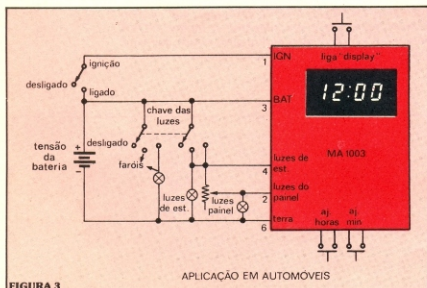 ignição
desligado
ligado
tensão
da
bateria
+
-
chave das
luzes
desligado
faróis
luzes
de est.
luzes
painel
1
3
4
2
6
IGN
liga display
12:00
BAT
MA1003
luzes de
est.
luzes do
painel
terra
aj.
horas
aj.
min
APLICAÇÃO EM AUTOMÓVEIS
FIGURA 3